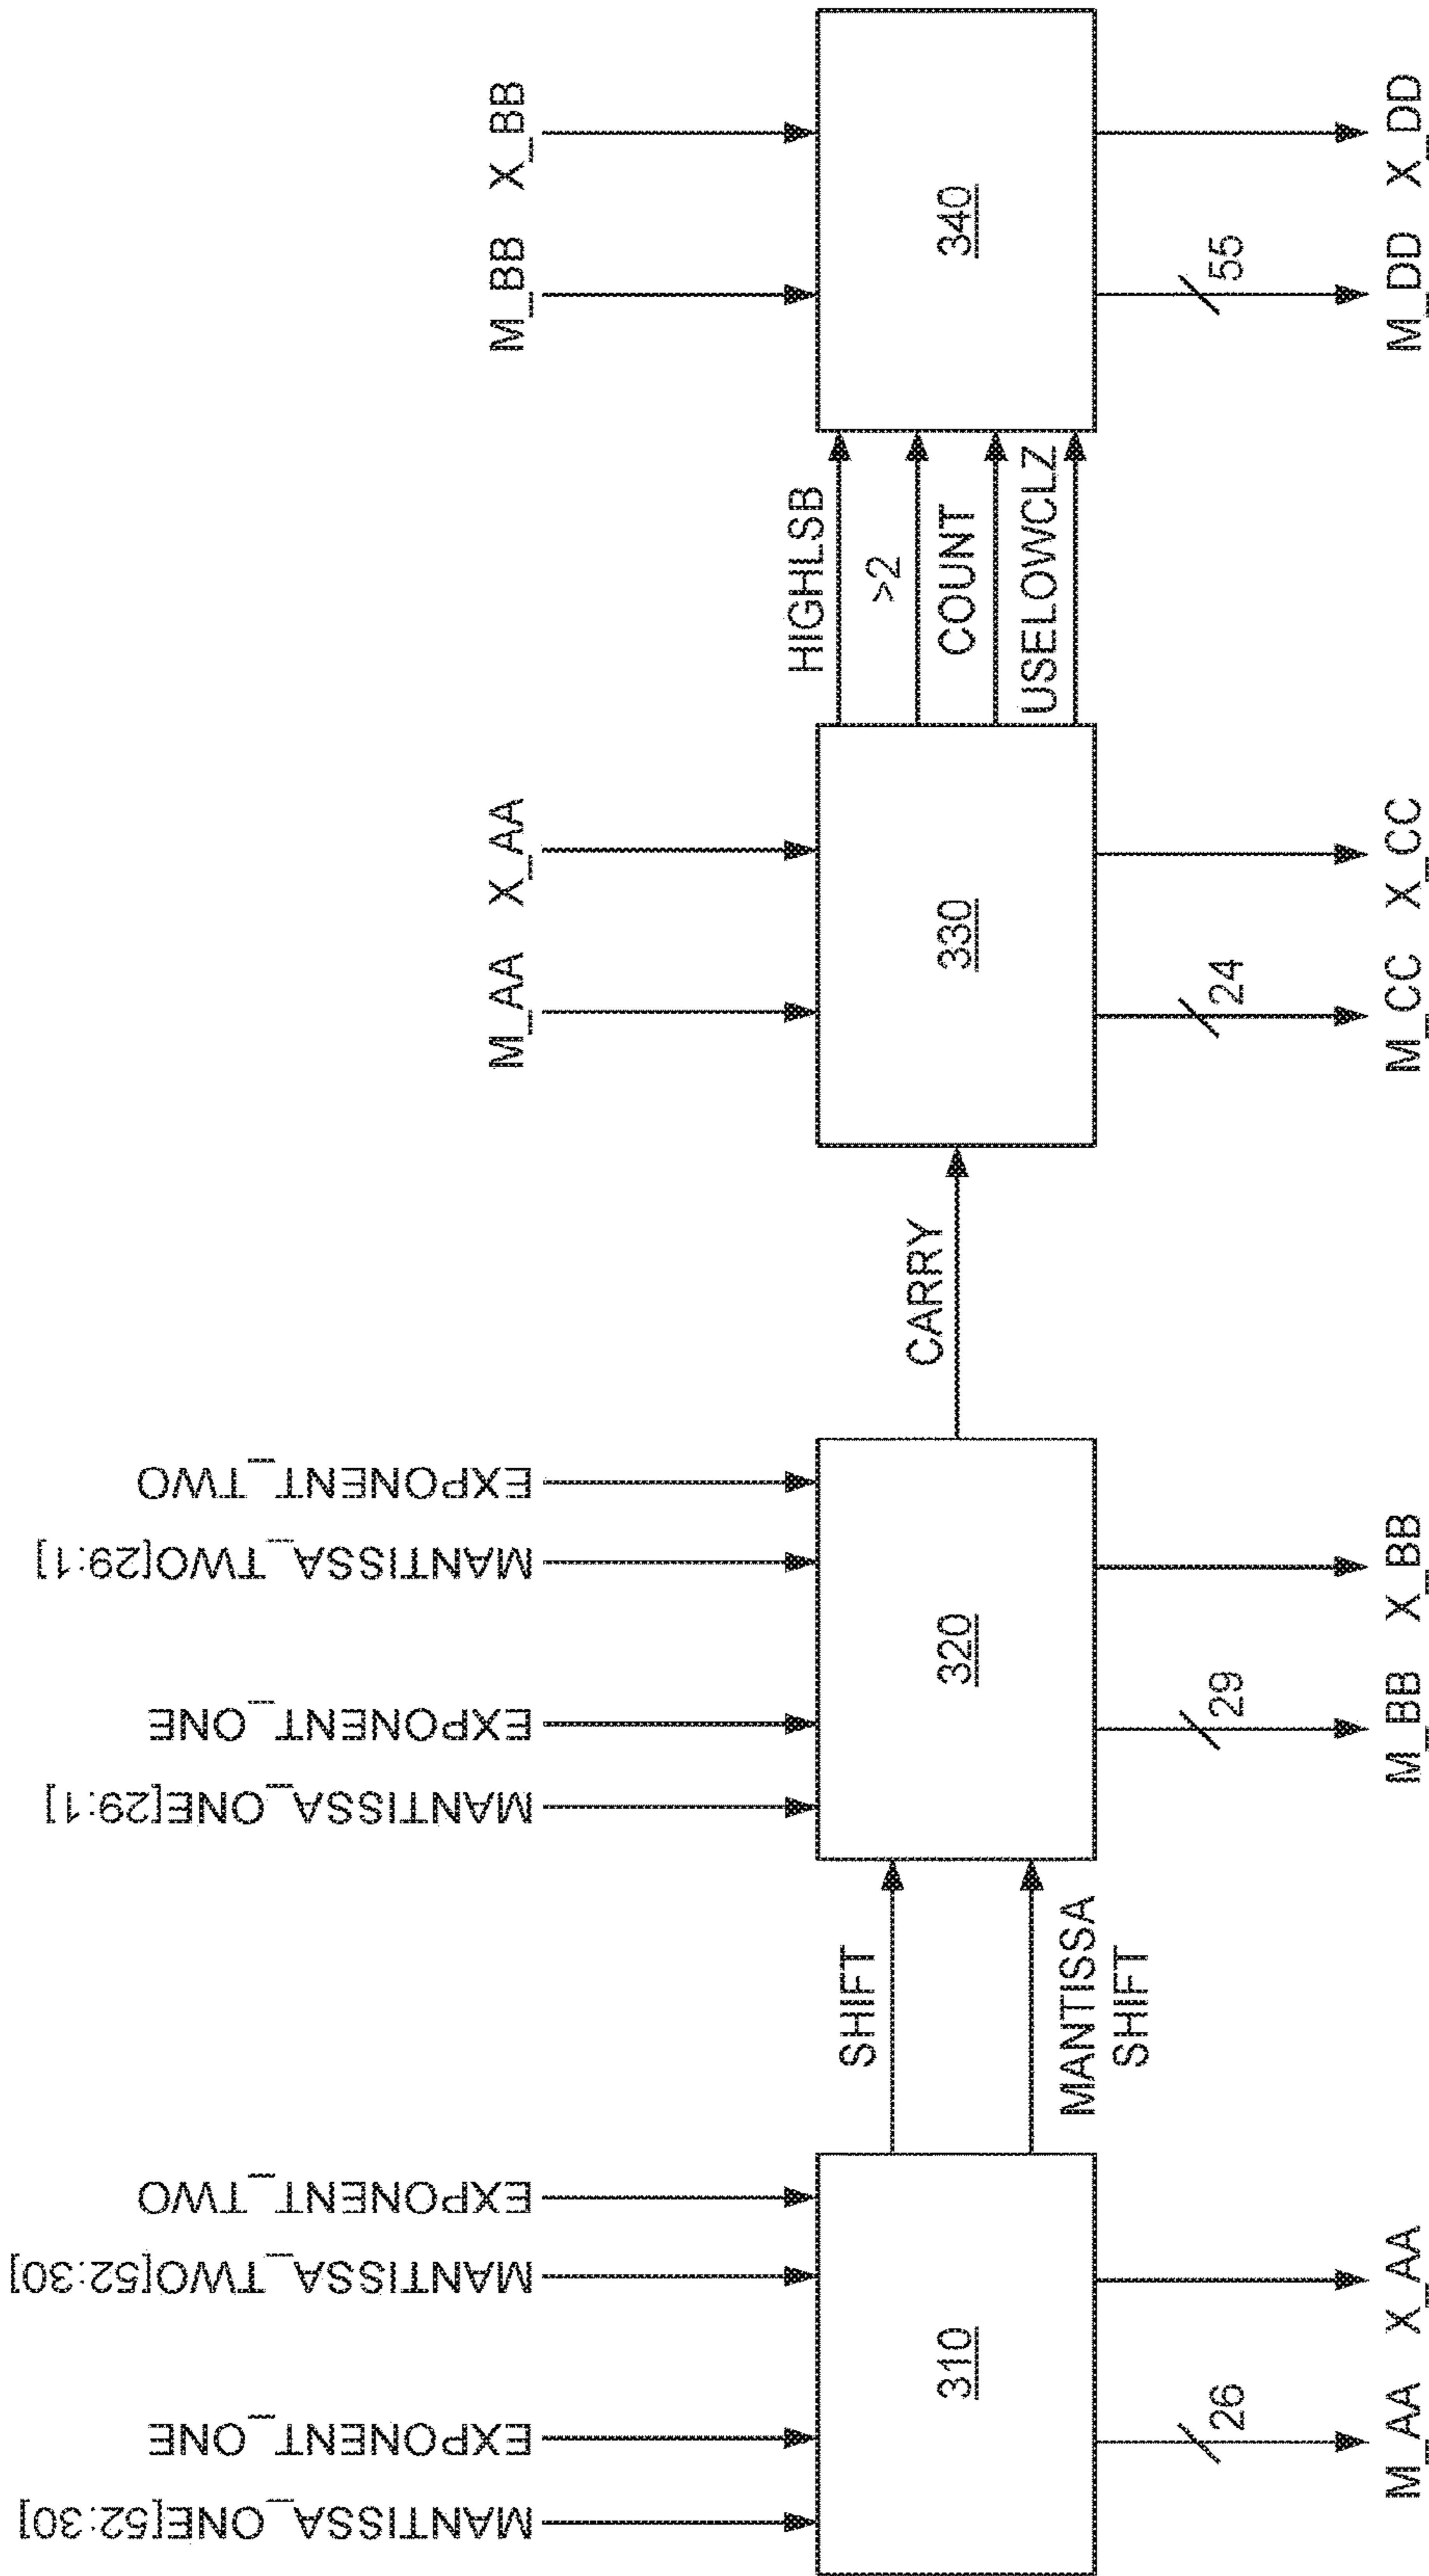 MANTISSA_ONE[52:30]
EXPONENT_ONE
MANTISSA_TWO[52:30]
EXPONENT_TWO
310
26
M_AA
X_AA
SHIFT
MANTISSA
SHIFT
MANTISSA_ONE[29:1]
EXPONENT_ONE
MANTISSA_TWO[29:1]
EXPONENT_TWO
320
29
M_BB
X_BB
CARRY
M_AA
X_AA
330
24
M_CC
X_CC
HIGHLSB
>2
COUNT
USELOWCLZ
M_BB
X_BB
340
55
M_DD
X_DD